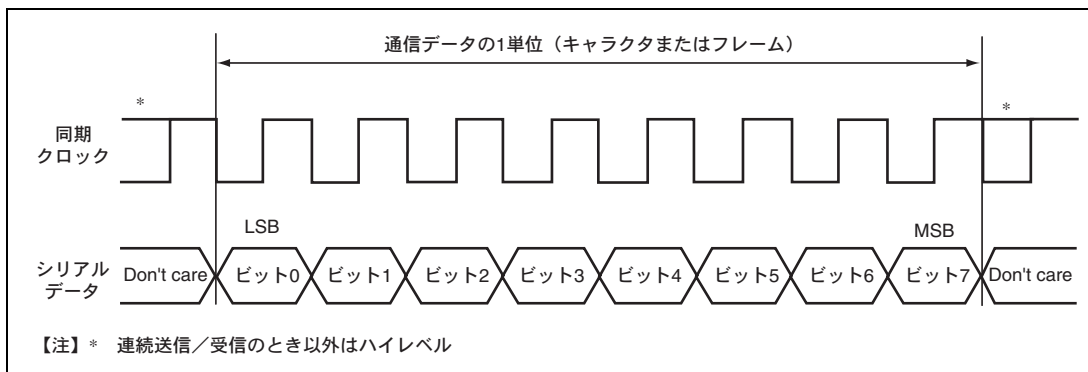 通信データの1単位（キャラクタまたはフレーム）
*
*
同期
クロック
LSB
MSB
シリアル
データ
Don't care
ビット0
ビット1
ビット2
ビット3
ビット4
ビット5
ビット6
ビット7
Don't care
【注】* 連続送信／受信のとき以外はハイレベル